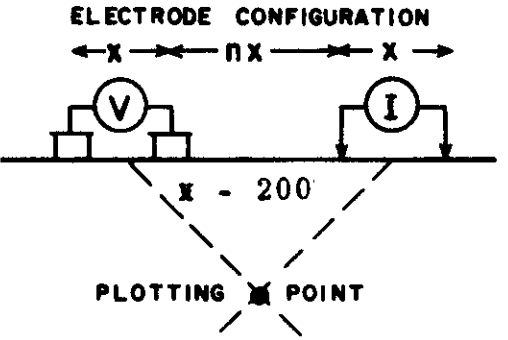 ELECTRODE CONFIGURATION
x nx x
V I
x - 200
PLOTTING POINT